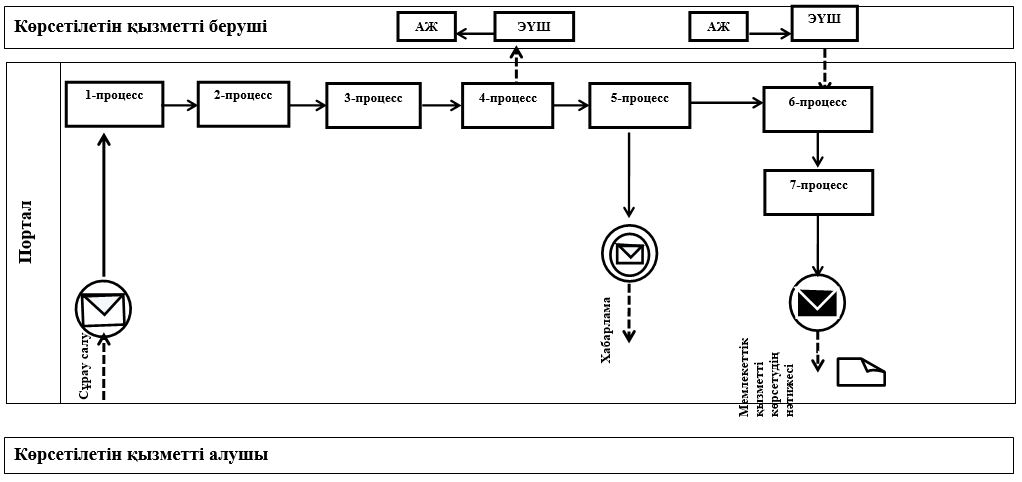 Көрсетілетін қызметті беруші
АЖ
ЭҮШ
АЖ
ЭҮШ
Портал
1-процесс
2-процесс
3-процесс
4-процесс
5-процесс
6-процесс
7-процесс
Сұрау салу
Хабарлама
Мемлекеттік
қызметті
көрсетудің
нәтижесі
Көрсетілетін қызметті алушы